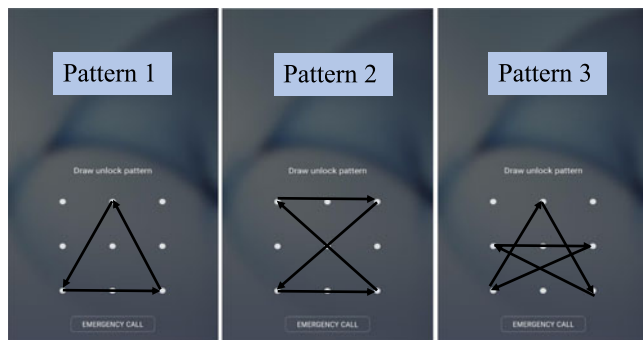 Pattern 1
Pattern 2
Pattern 3
Draw unlock pattern
Draw unlock pattern
Draw unlock pattern
EMERGENCY CALL
EMERGENCY CALL
EMERGENCY CALL